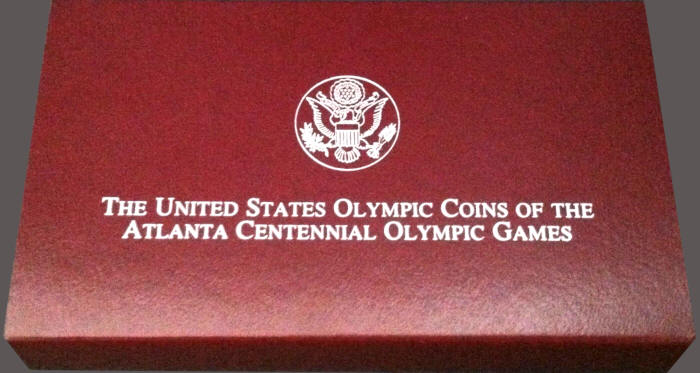 The United States Olympic Coins of the
Atlanta Centennial Olympic Games